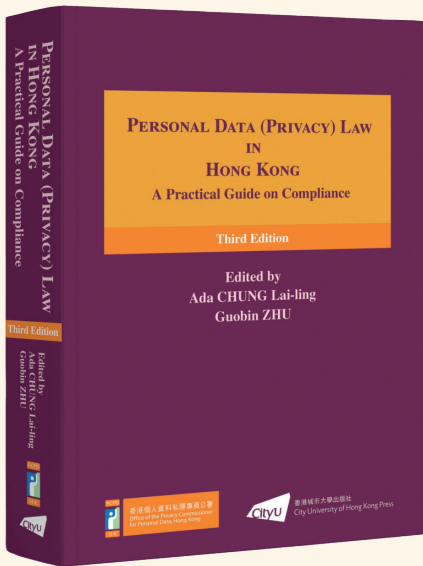 PERSONAL DATA (PRIVACY) LAW
IN HONG KONG
A Practical Guide on Compliance
Third Edition
Edited by
Ada CHUNG Lai-ling
Guobin ZHU
PCPD
H K
CityU
PERSONAL DATA (PRIVACY) LAW
IN
HONG KONG
A Practical Guide on Compliance
Third Edition
Edited by
Ada CHUNG Lai-ling
Guobin ZHU
PCPD
H K
香港個人資料私隱專員公署
Office of the Privacy Commissioner
for Personal Data, Hong Kong
CityU
香港城市大學出版社
City University of Hong Kong Press